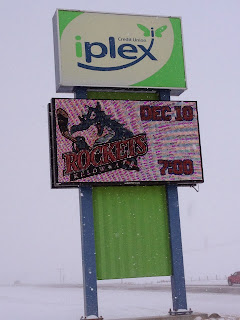 Credit Union
iplex
DEC 10
ROCKETS
KELOWNA
7:00